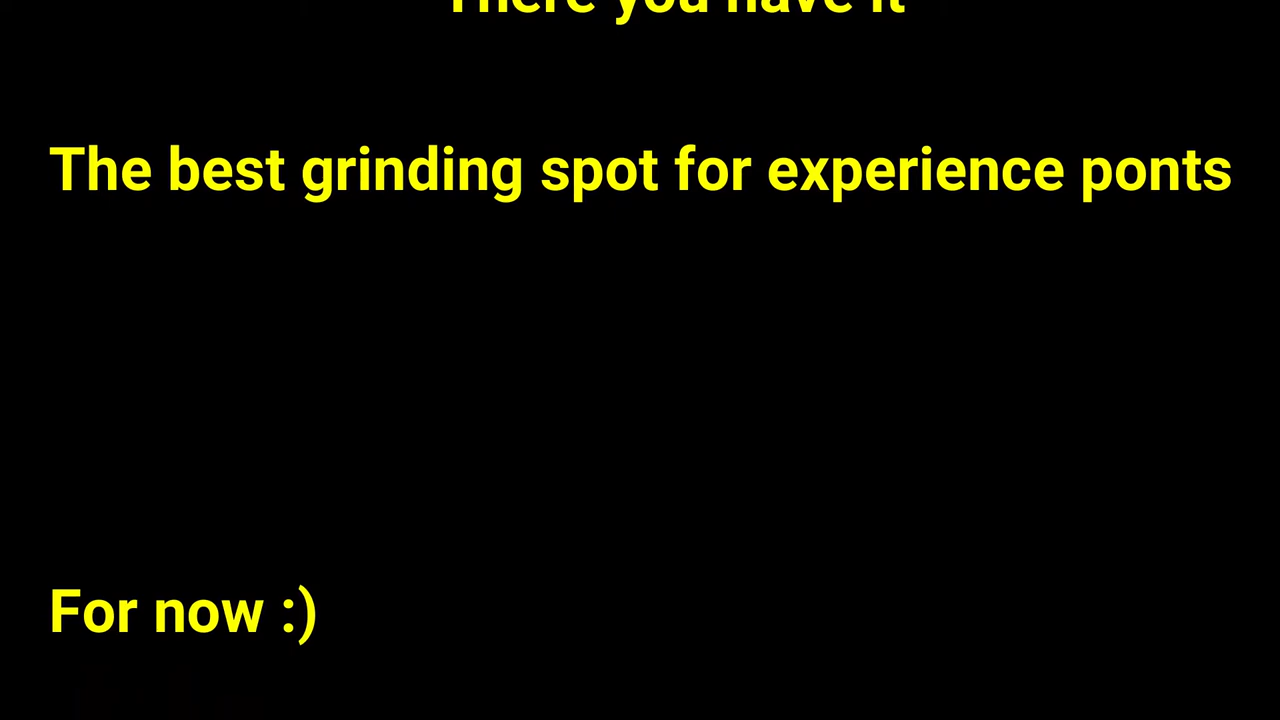 There you have it
The best grinding spot for experience ponts
For now :)